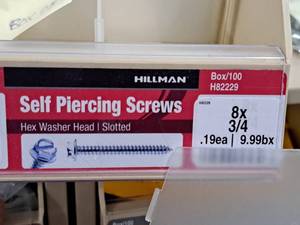 HILLMAN
Box/100
H82229
Self Piercing Screws
Hex Washer Head | Slotted
8x
3/4
.19ea | 9.99bx